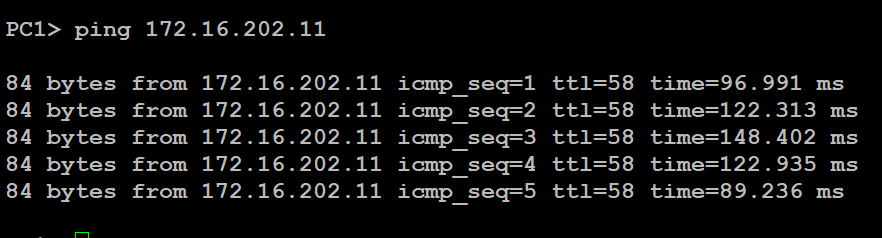 PC1> ping 172.16.202.11
84 bytes from 172.16.202.11 icmp_seq=1 ttl=58 time=96.991 ms
84 bytes from 172.16.202.11 icmp_seq=2 ttl=58 time=122.313 ms
84 bytes from 172.16.202.11 icmp_seq=3 ttl=58 time=148.402 ms
84 bytes from 172.16.202.11 icmp_seq=4 ttl=58 time=122.935 ms
84 bytes from 172.16.202.11 icmp_seq=5 ttl=58 time=89.236 ms